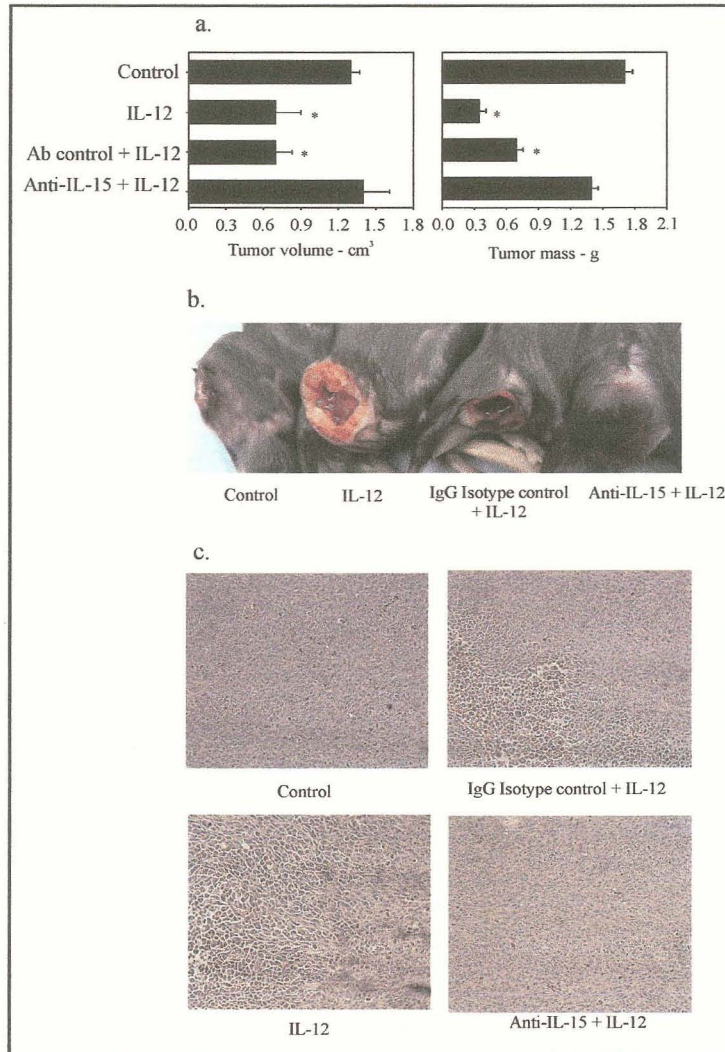 a.
Control
IL-12
Ab control + IL-12
Anti-IL-15 + IL-12
*
*
*
*
0.0 0.3 0.6 0.9 1.2 1.5 1.8
0.0 0.3 0.6 0.9 1.2 1.5 1.8 2.1
Tumor volume - cm³
Tumor mass - g
b.
Control
IL-12
IgG Isotype control
+ IL-12
Anti-IL-15 + IL-12
c.
Control
IgG Isotype control + IL-12
IL-12
Anti-IL-15 + IL-12